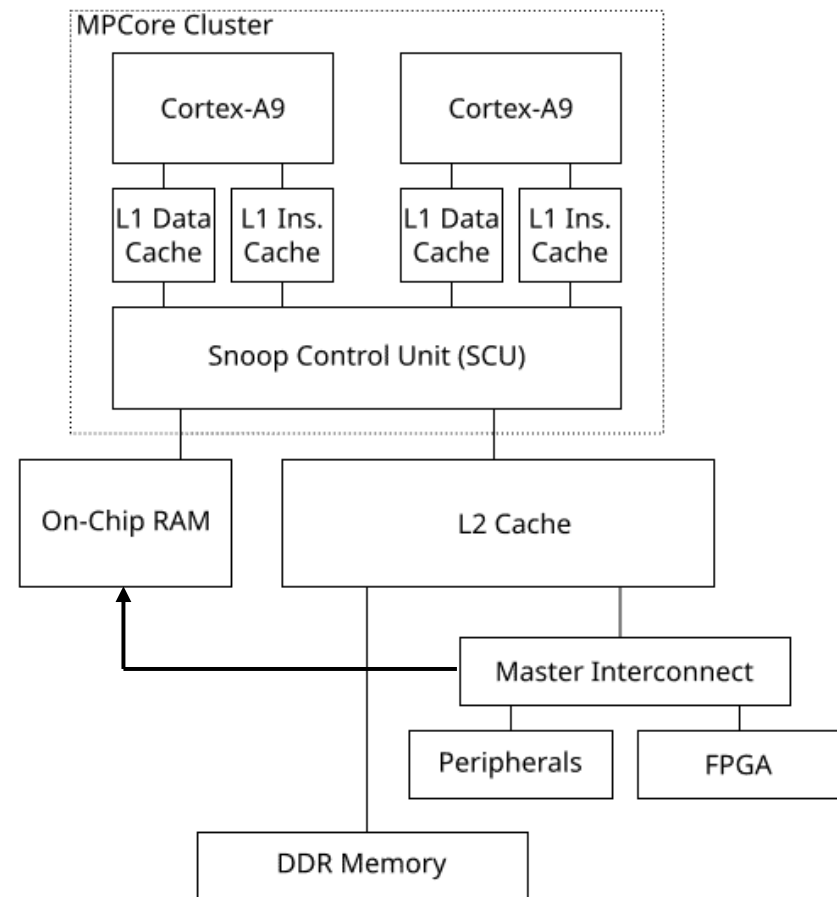 MPCore Cluster
Cortex-A9
Cortex-A9
L1 Data
Cache
L1 Ins.
Cache
L1 Data
Cache
L1 Ins.
Cache
Snoop Control Unit (SCU)
On-Chip RAM
L2 Cache
Master Interconnect
Peripherals
FPGA
DDR Memory